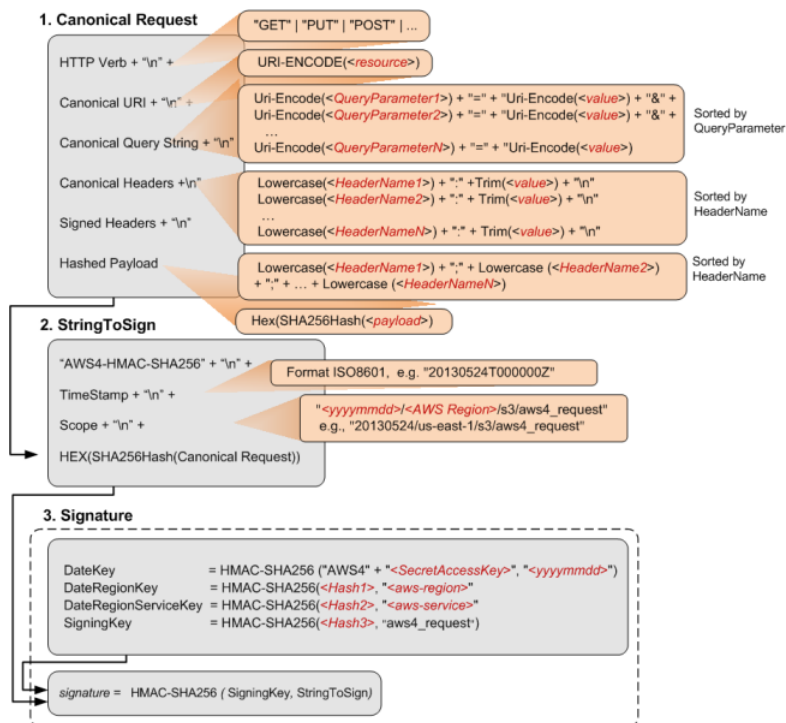 1. Canonical Request
HTTP Verb + “\n” +
"GET" | "PUT" | "POST" | ...
Canonical URI + “\n” +
URI-ENCODE(<resource>)
Canonical Query String + “\n”
Uri-Encode(<QueryParameter1>) + "=" + "Uri-Encode(<value>) + "&" +
Uri-Encode(<QueryParameter2>) + "=" + "Uri-Encode(<value>) + "&" +
...
Uri-Encode(<QueryParameterN>) + "=" + "Uri-Encode(<value>)
Sorted by
QueryParameter
Canonical Headers +\n”
Lowercase(<HeaderName1>) + ":" +Trim(<value>) + "\n"
Lowercase(<HeaderName2>) + ":" + Trim(<value>) + "\n"
...
Lowercase(<HeaderNameN>) + ":" + Trim(<value>) + "\n"
Sorted by
HeaderName
Signed Headers + “\n”
Lowercase(<HeaderName1>) + ";" + Lowercase (<HeaderName2>)
+ ";" + ... + Lowercase (<HeaderNameN>)
Sorted by
HeaderName
Hashed Payload
Hex(SHA256Hash(<payload>)
2. StringToSign
“AWS4-HMAC-SHA256” + “\n” +
TimeStamp + “\n” +
Format ISO8601, e.g. "20130524T000000Z"
Scope + “\n” +
"<yyyymmdd>/<AWS Region>/s3/aws4_request"
e.g., "20130524/us-east-1/s3/aws4_request"
HEX(SHA256Hash(Canonical Request))
3. Signature
DateKey = HMAC-SHA256 ("AWS4" + "<SecretAccessKey>", "<yyyymmdd>")
DateRegionKey = HMAC-SHA256(<Hash1>, "<aws-region>"
DateRegionServiceKey = HMAC-SHA256(<Hash2>, "<aws-service>"
SigningKey = HMAC-SHA256(<Hash3>, "aws4_request")
signature = HMAC-SHA256 ( SigningKey, StringToSign)